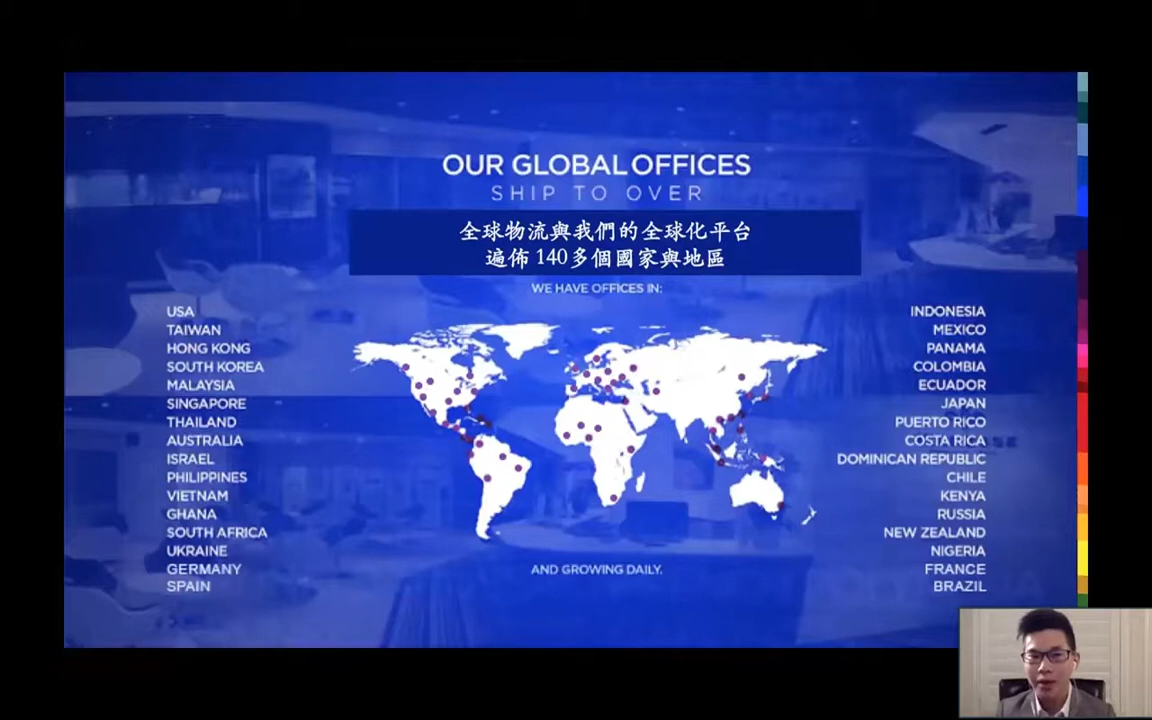 OUR GLOBAL OFFICES
SHIP TO OVER
全球物流與我們的全球化平台
遍佈 140多個國家與地區
WE HAVE OFFICES IN:
USA
TAIWAN
HONG KONG
SOUTH KOREA
MALAYSIA
SINGAPORE
THAILAND
AUSTRALIA
ISRAEL
PHILIPPINES
VIETNAM
GHANA
SOUTH AFRICA
UKRAINE
GERMANY
SPAIN
INDONESIA
MEXICO
PANAMA
COLOMBIA
ECUADOR
JAPAN
PUERTO RICO
COSTA RICA
DOMINICAN REPUBLIC
CHILE
KENYA
RUSSIA
NEW ZEALAND
NIGERIA
FRANCE
BRAZIL
AND GROWING DAILY.